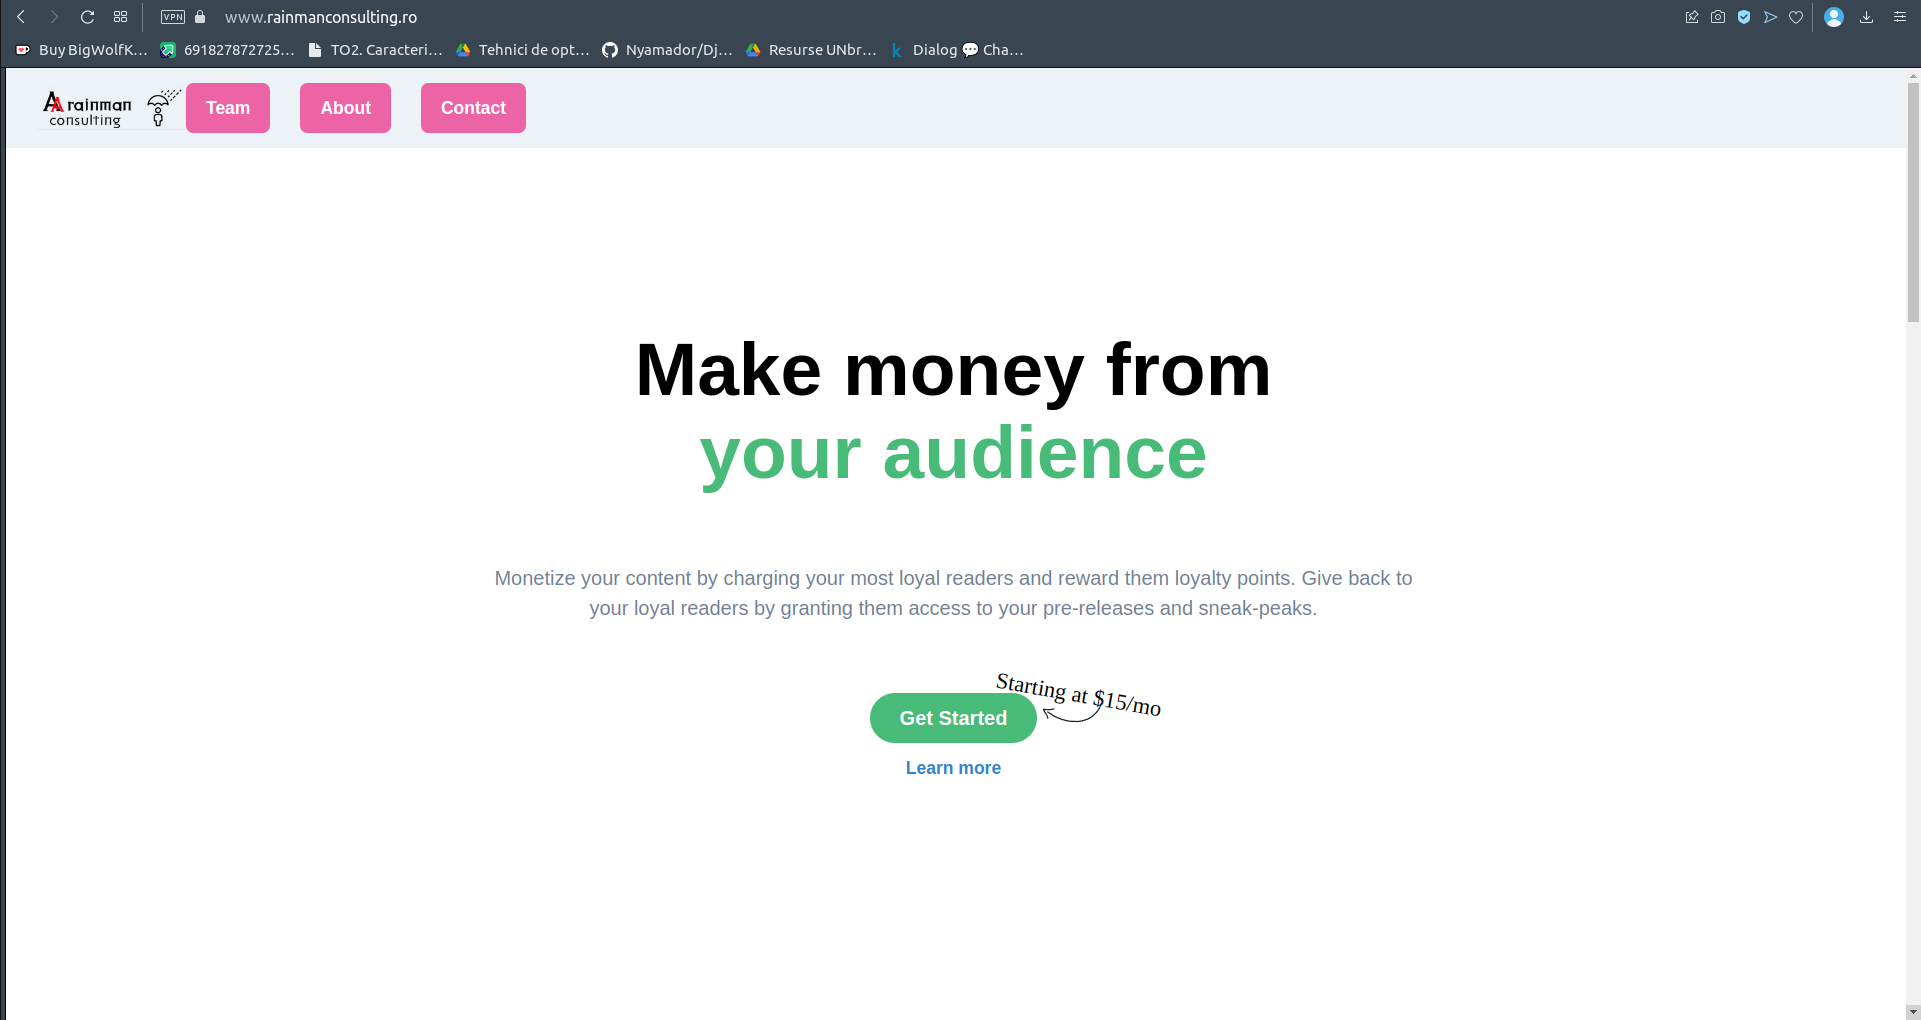 VPN www.rainmanconsulting.ro
Buy BigWolfK... 691827872725... TO2. Caracteri... Tehnici de opt... Nyamador/Dj... Resurse UNbr... Dialog 💬 Cha...
rainman
consulting
Team About Contact
Make money from
your audience
Monetize your content by charging your most loyal readers and reward them loyalty points. Give back to
your loyal readers by granting them access to your pre-releases and sneak-peaks.
Starting at $15/mo
Get Started
Learn more